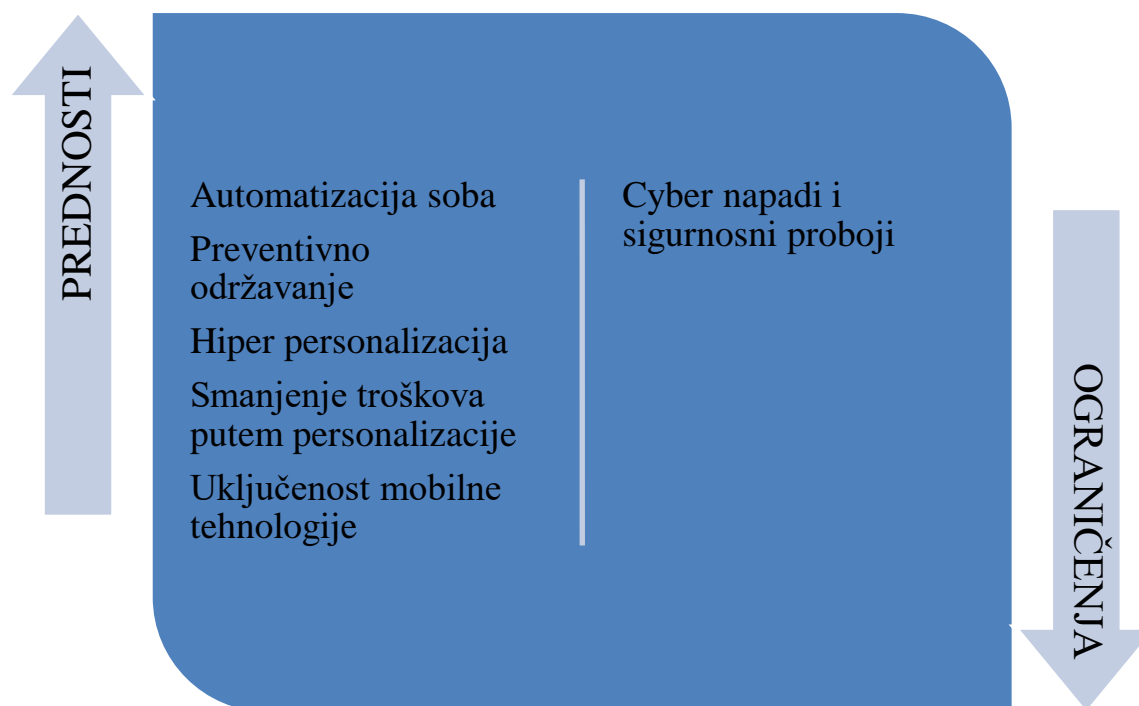 PREDNOSTI
Automatizacija soba
Preventivno
održavanje
Hiper personalizacija
Smanjenje troškova
putem personalizacije
Uključenost mobilne
tehnologije
Cyber napadi i
sigurnosni proboji
OGRANIČENJA